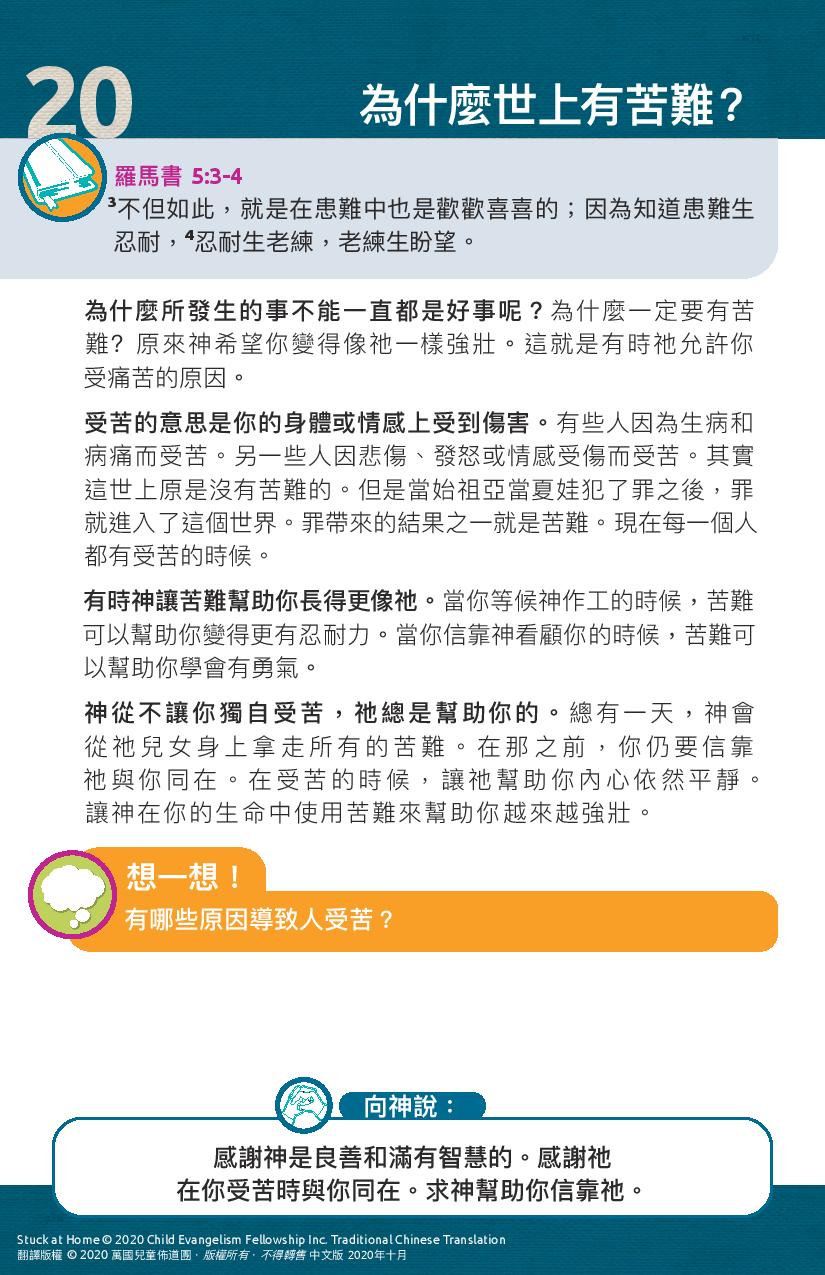 20
為什麼世上有苦難？
羅馬書 5:3-4
³不但如此，就是在患難中也是歡歡喜喜的；因為知道患難生
忍耐，⁴忍耐生老練，老練生盼望。
為什麼所發生的事不能一直都是好事呢？為什麼一定要有苦
難? 原來神希望你變得像祂一樣強壯。這就是有時祂允許你
受痛苦的原因。
受苦的意思是你的身體或情感上受到傷害。有些人因為生病和
病痛而受苦。另一些人因悲傷、發怒或情感受傷而受苦。其實
這世上原是沒有苦難的。但是當始祖亞當夏娃犯了罪之後，罪
就進入了這個世界。罪帶來的結果之一就是苦難。現在每一個人
都有受苦的時候。
有時神讓苦難幫助你長得更像祂。當你等候神作工的時候，苦難
可以幫助你變得更有忍耐力。當你信靠神看顧你的時候，苦難可
以幫助你學會有勇氣。
神從不讓你獨自受苦，祂總是幫助你的。總有一天，神會
從祂兒女身上拿走所有的苦難。在那之前，你仍要信靠
祂與你同在。在受苦的時候，讓祂幫助你內心依然平靜。
讓神在你的生命中使用苦難來幫助你越來越強壯。
想一想！
有哪些原因導致人受苦？
向神說：
感謝神是良善和滿有智慧的。感謝祂
在你受苦時與你同在。求神幫助你信靠祂。
Stuck at Home © 2020 Child Evangelism Fellowship Inc. Traditional Chinese Translation
翻譯版權 © 2020 萬國兒童佈道團．版權所有．不得轉售 中文版 2020年十月